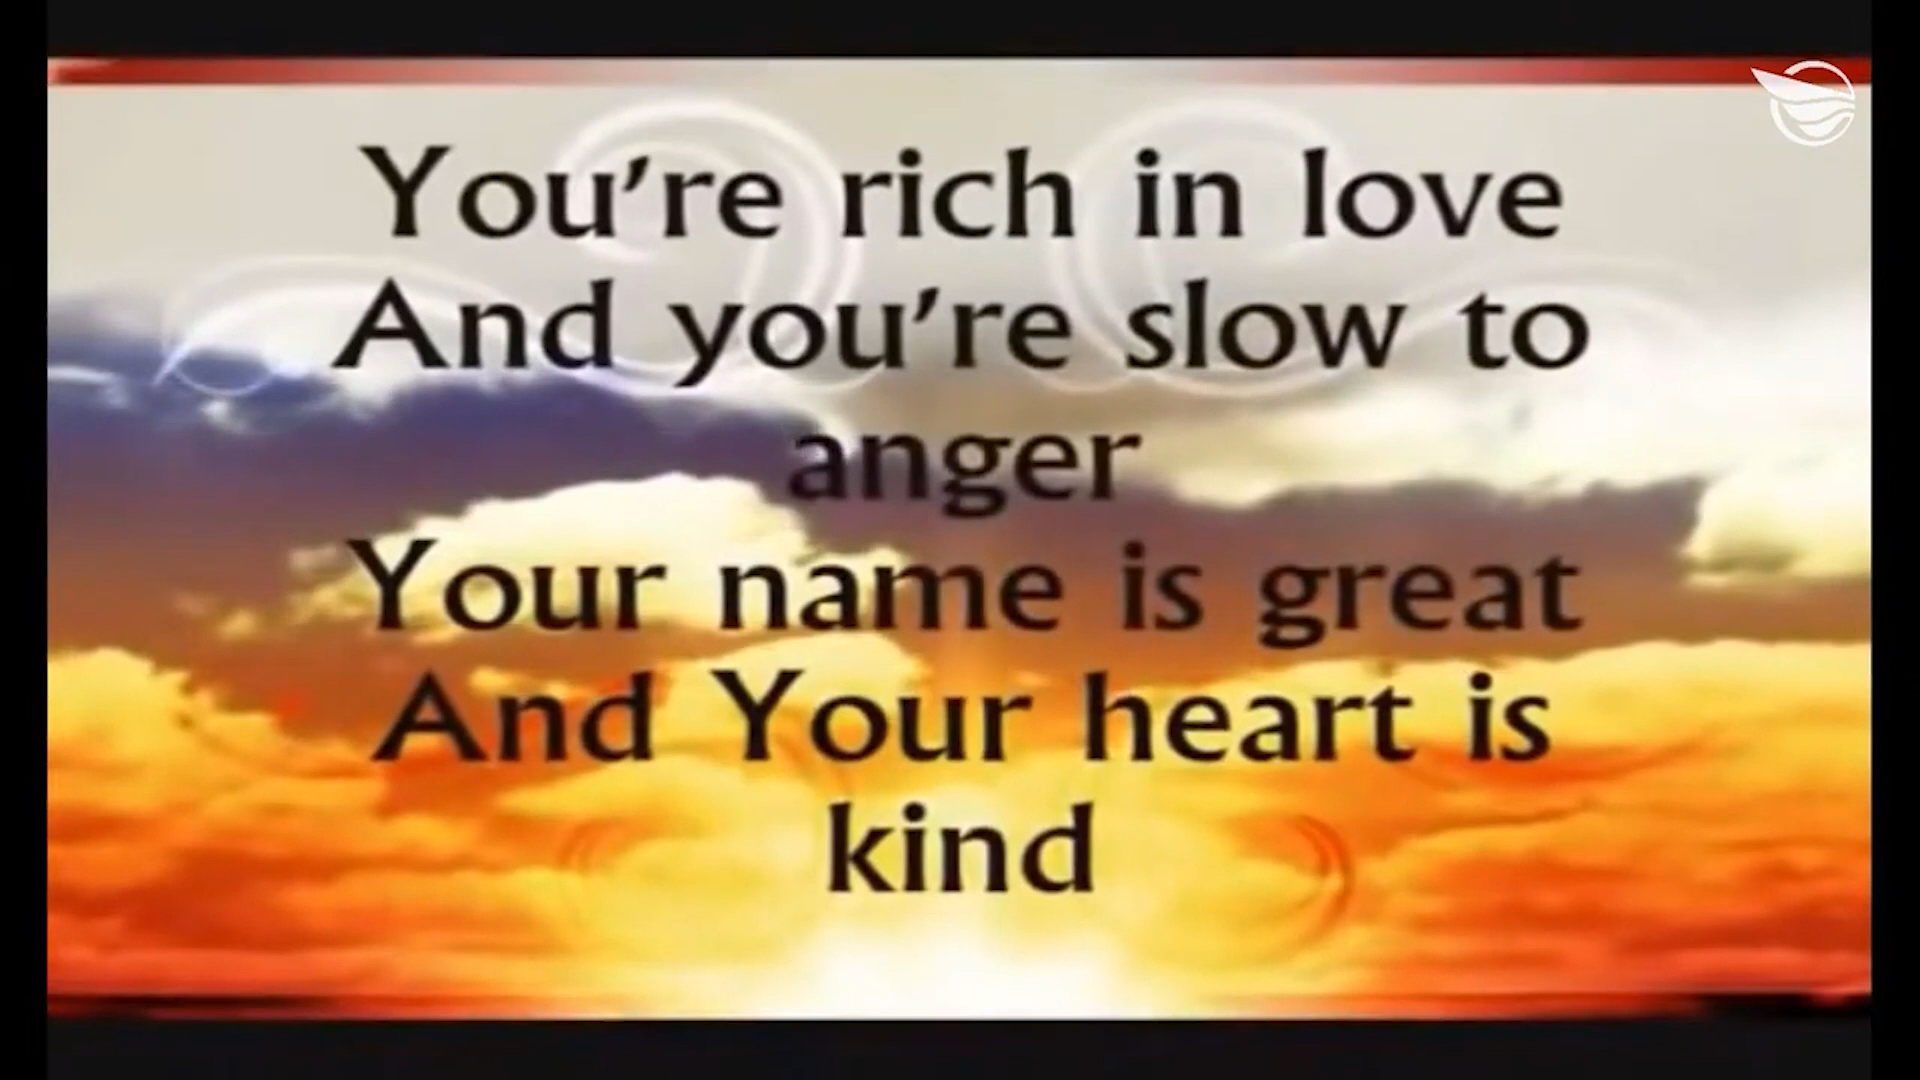 You're rich in love
And you're slow to
anger
Your name is great
And Your heart is
kind